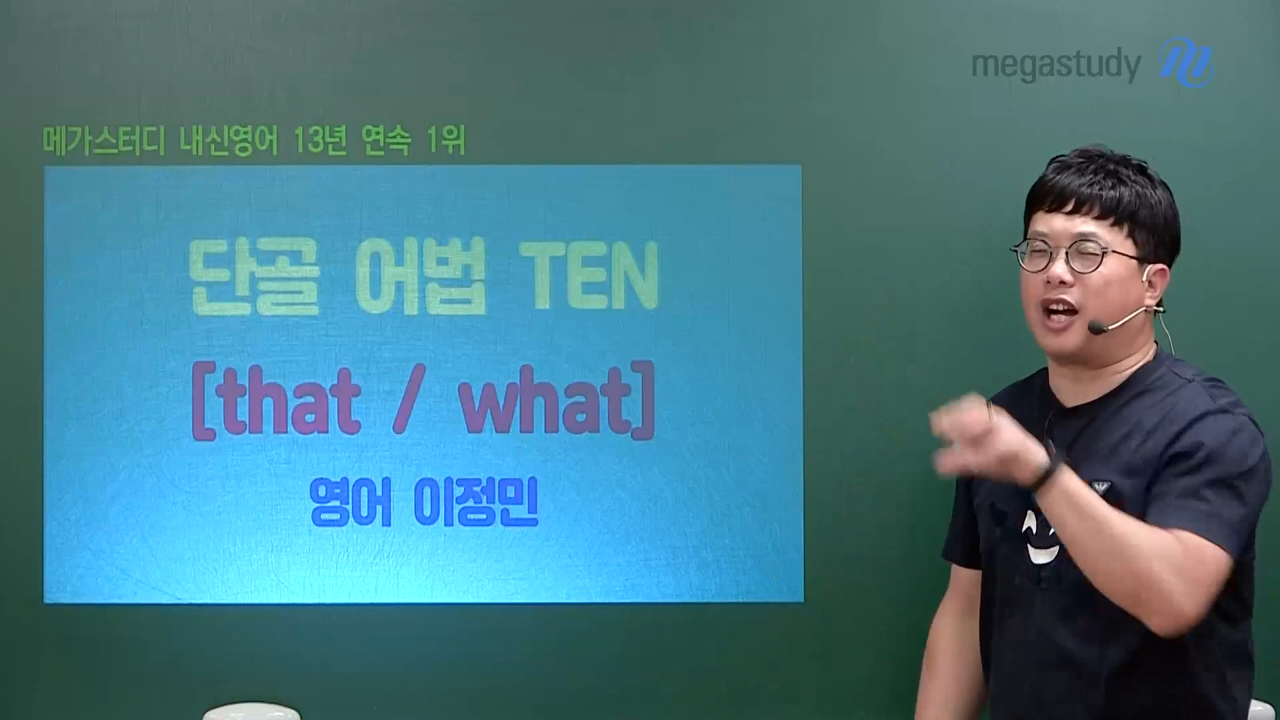 megastudy
메가스터디 내신영어 13년 연속 1위
단골 어법 TEN
[that / what]
영어 이정민